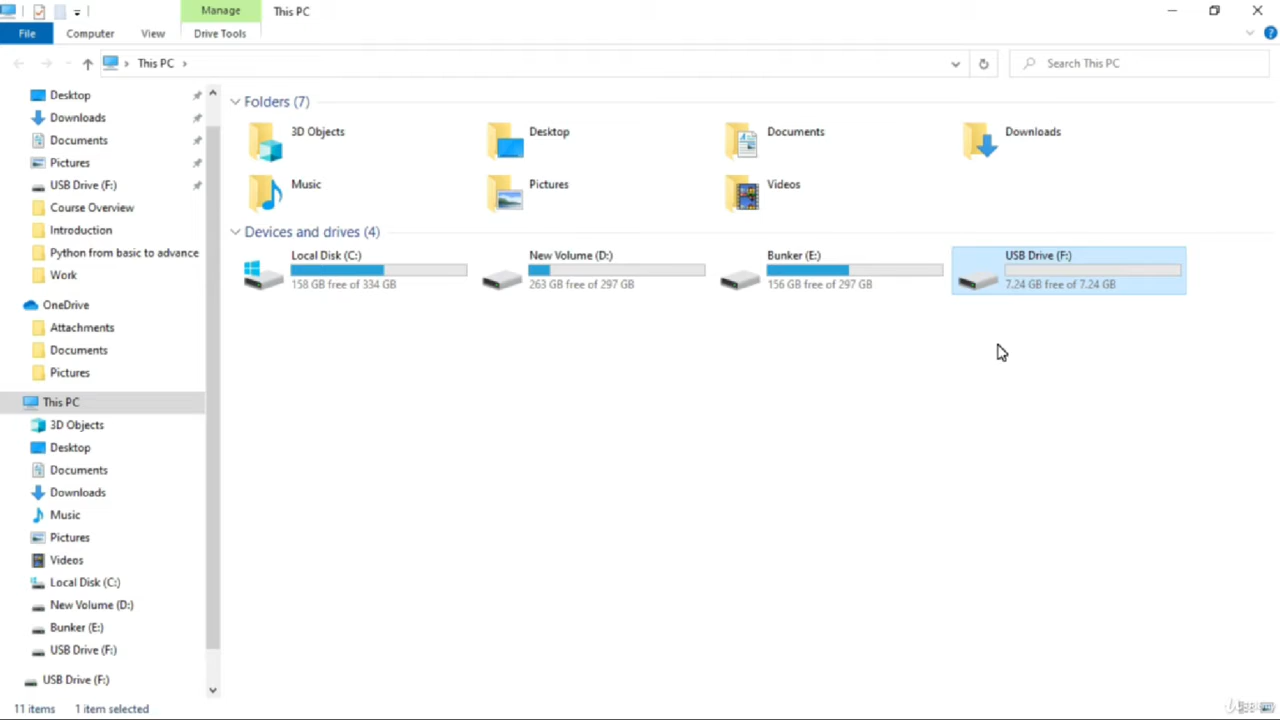 Manage
This PC
File
Computer
View
Drive Tools
This PC
Search This PC
Desktop
Downloads
Documents
Pictures
USB Drive (F:)
Course Overview
Introduction
Python from basic to advance
Work
OneDrive
Attachments
Documents
Pictures
This PC
3D Objects
Desktop
Documents
Downloads
Music
Pictures
Videos
Local Disk (C:)
New Volume (D:)
Bunker (E:)
USB Drive (F:)
USB Drive (F:)
Folders (7)
3D Objects
Desktop
Documents
Downloads
Music
Pictures
Videos
Devices and drives (4)
Local Disk (C:)
158 GB free of 334 GB
New Volume (D:)
263 GB free of 297 GB
Bunker (E:)
156 GB free of 297 GB
USB Drive (F:)
7.24 GB free of 7.24 GB
11 items
1 item selected